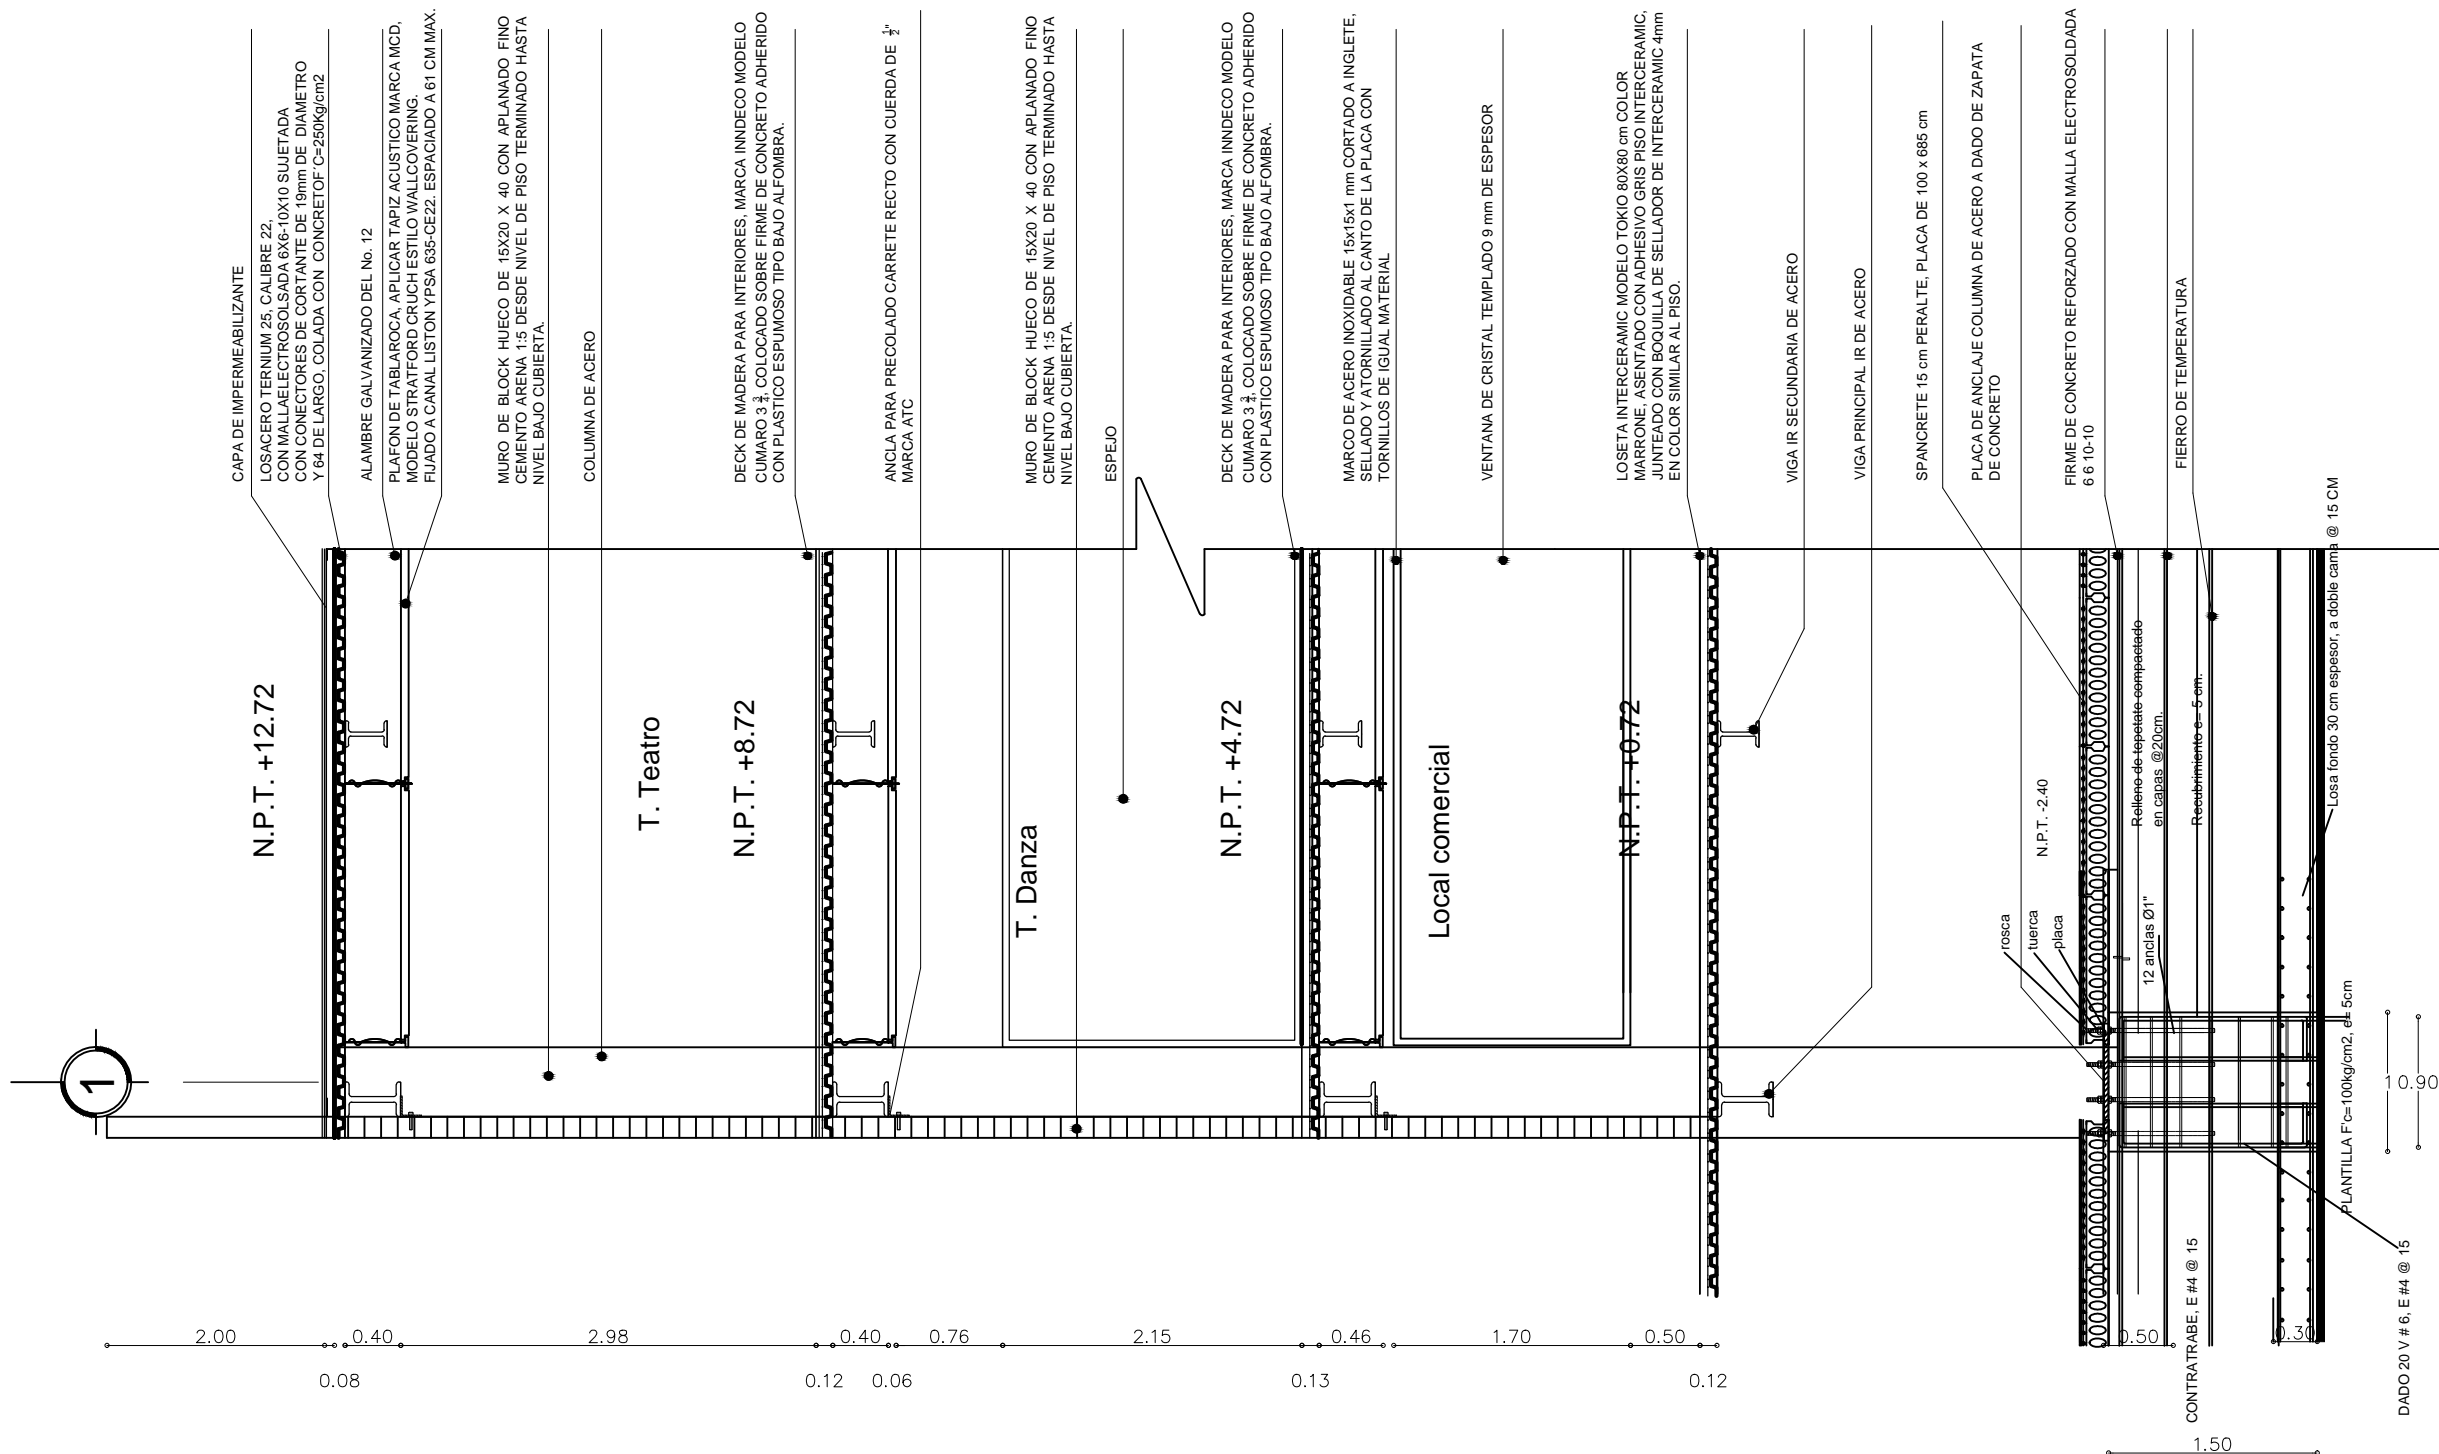 CAPA DE IMPERMEABILIZANTE
LOSACERO TERNIUM 25, CALIBRE 22,
CON MALLAELECTROSOLSADA 6X6-10X10 SUJETADA
CON CONECTORES DE CORTANTE DE 19mm DE DIAMETRO
Y 64 DE LARGO, COLADA CON CONCRETOF´C=250Kg/cm2
ALAMBRE GALVANIZADO DEL No. 12
PLAFON DE TABLAROCA, APLICAR TAPIZ ACUSTICO MARCA MCD,
MODELO STRATFORD CRUCH ESTILO WALLCOVERING.
FIJADO A CANAL LISTON YPSA 635-CE22. ESPACIADO A 61 CM MAX.
MURO DE BLOCK HUECO DE 15X20 X 40 CON APLANADO FINO
CEMENTO ARENA 1:5 DESDE NIVEL DE PISO TERMINADO HASTA
NIVEL BAJO CUBIERTA.
COLUMNA DE ACERO
DECK DE MADERA PARA INTERIORES, MARCA INNDECO MODELO
CUMARO 3 3/4, COLOCADO SOBRE FIRME DE CONCRETO ADHERIDO
CON PLASTICO ESPUMOSO TIPO BAJO ALFOMBRA.
ANCLA PARA PRECOLADO CARRETE RECTO CON CUERDA DE 1/2"
MARCA ATC
MURO DE BLOCK HUECO DE 15X20 X 40 CON APLANADO FINO
CEMENTO ARENA 1:5 DESDE NIVEL DE PISO TERMINADO HASTA
NIVEL BAJO CUBIERTA.
ESPEJO
DECK DE MADERA PARA INTERIORES, MARCA INNDECO MODELO
CUMARO 3 3/4, COLOCADO SOBRE FIRME DE CONCRETO ADHERIDO
CON PLASTICO ESPUMOSO TIPO BAJO ALFOMBRA.
MARCO DE ACERO INOXIDABLE 15x15x1 mm CORTADO A INGLETE,
SELLADO Y ATORNILLADO AL CANTO DE LA PLACA CON
TORNILLOS DE IGUAL MATERIAL
VENTANA DE CRISTAL TEMPLADO 9 mm DE ESPESOR
LOSETA INTERCERAMIC MODELO TOKIO 80X80 cm COLOR
MARRONE, ASENTADO CON ADHESIVO GRIS PISO INTERCERAMIC,
JUNTEADO CON BOQUILLA DE SELLADOR DE INTERCERAMIC 4mm
EN COLOR SIMILAR AL PISO.
VIGA IR SECUNDARIA DE ACERO
VIGA PRINCIPAL IR DE ACERO
SPANCRETE 15 cm PERALTE, PLACA DE 100 x 685 cm
PLACA DE ANCLAJE COLUMNA DE ACERO A DADO DE ZAPATA
DE CONCRETO
FIRME DE CONCRETO REFORZADO CON MALLA ELECTROSOLDADA
6 6 10-10
FIERRO DE TEMPERATURA
Losa fondo 30 cm espesor, a doble cama @ 15 CM
N.P.T. +12.72
T. Teatro
N.P.T. +8.72
T. Danza
N.P.T. +4.72
Local comercial
N.P.T. +0.72
N.P.T. -2.40
Relleno de tepetate compactado
en capas @20cm.
Recubrimiento e= 5 cm.
rosca
tuerca
placa
12 anclas Ø1"
PLANTILLA F'c=100kg/cm2, e= 5cm
CONTRATRABE, E #4 @ 15
DADO 20 V # 6, E #4 @ 15
1
2.00
0.08
0.40
2.98
0.12
0.40
0.06
0.76
2.15
0.13
0.46
1.70
0.50
0.12
0.50
0.30
1.50
1
0.90